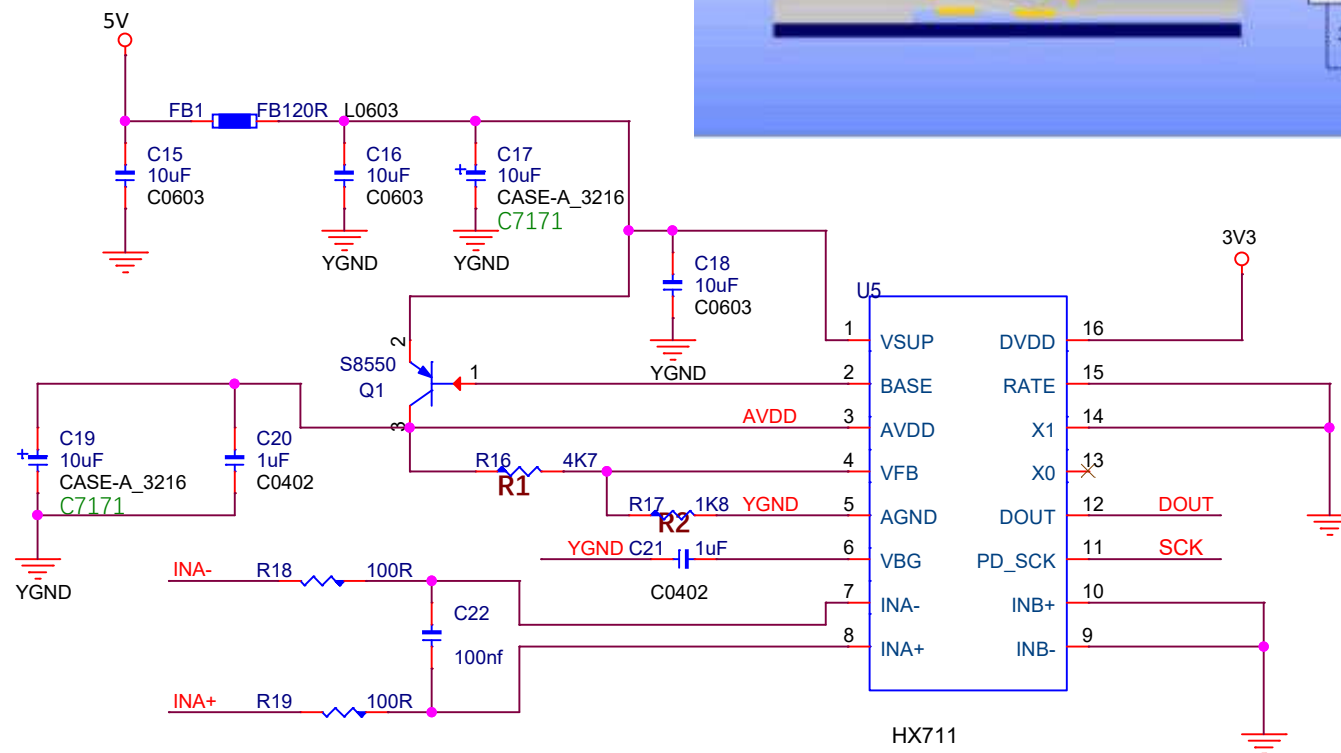 5V
FB1
FB120R
L0603
C15
10uF
C0603
C16
10uF
C0603
YGND
C17
10uF
CASE-A_3216
C7171
YGND
C18
10uF
C0603
YGND
3V3
S8550
Q1
2
1
3
C19
10uF
CASE-A_3216
C7171
YGND
C20
1uF
C0402
AVDD
R16
4K7
R1
R17
1K8
YGND
R2
YGND
C21
1uF
C0402
INA-
R18
100R
C22
100nf
INA+
R19
100R
U5
1 VSUP DVDD 16
2 BASE RATE 15
3 AVDD X1 14
4 VFB X0 13
5 AGND DOUT 12 DOUT
6 VBG PD_SCK 11 SCK
7 INA- INB+ 10
8 INA+ INB- 9
HX711